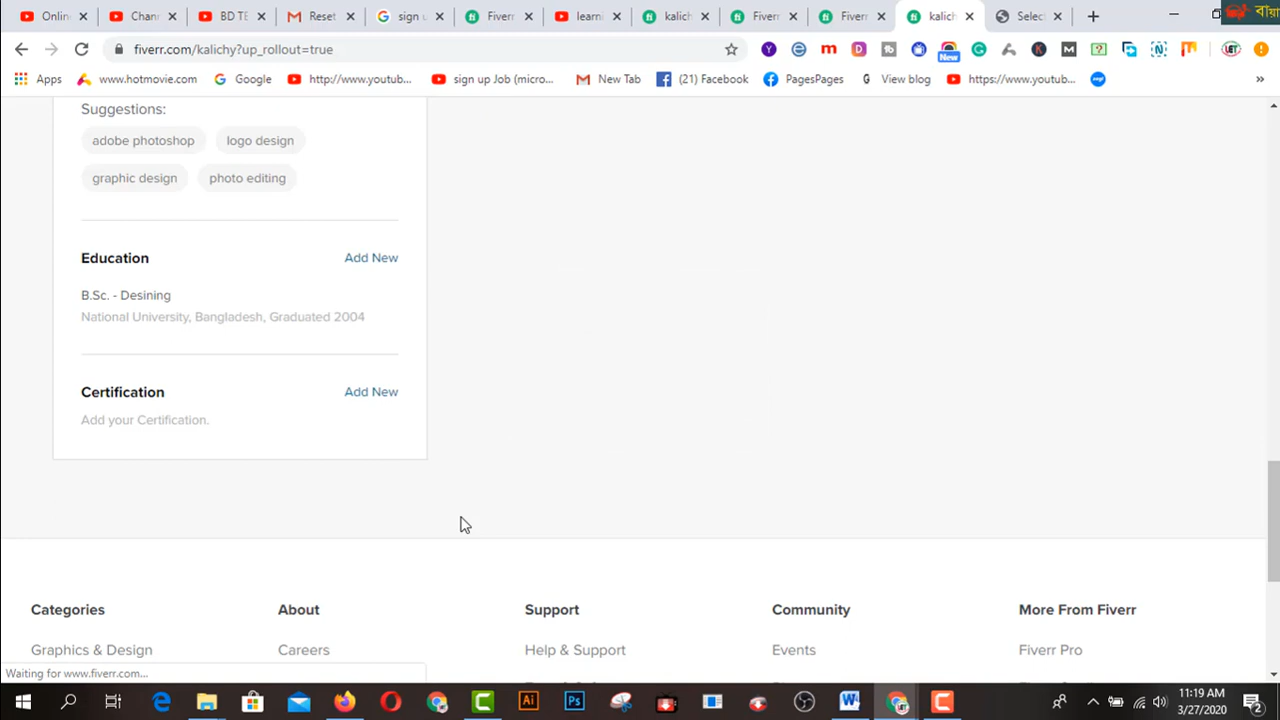 Onlin
Chann
BD TE
Reset
sign u
Fiverr
learni
kalich
Fiverr
Fiverr
kalich
Selec
fiverr.com/kalichy?up_rollout=true
New
Apps
www.hotmovie.com
Google
http://www.youtub...
sign up Job (micro...
New Tab
(21) Facebook
PagesPages
View blog
https://www.youtub...
»
Suggestions:
adobe photoshop
logo design
graphic design
photo editing
Education
Add New
B.Sc. - Desining
National University, Bangladesh, Graduated 2004
Certification
Add New
Add your Certification.
Categories
About
Support
Community
More From Fiverr
Graphics & Design
Careers
Help & Support
Events
Fiverr Pro
Waiting for www.fiverr.com...
11:19 AM
3/27/2020